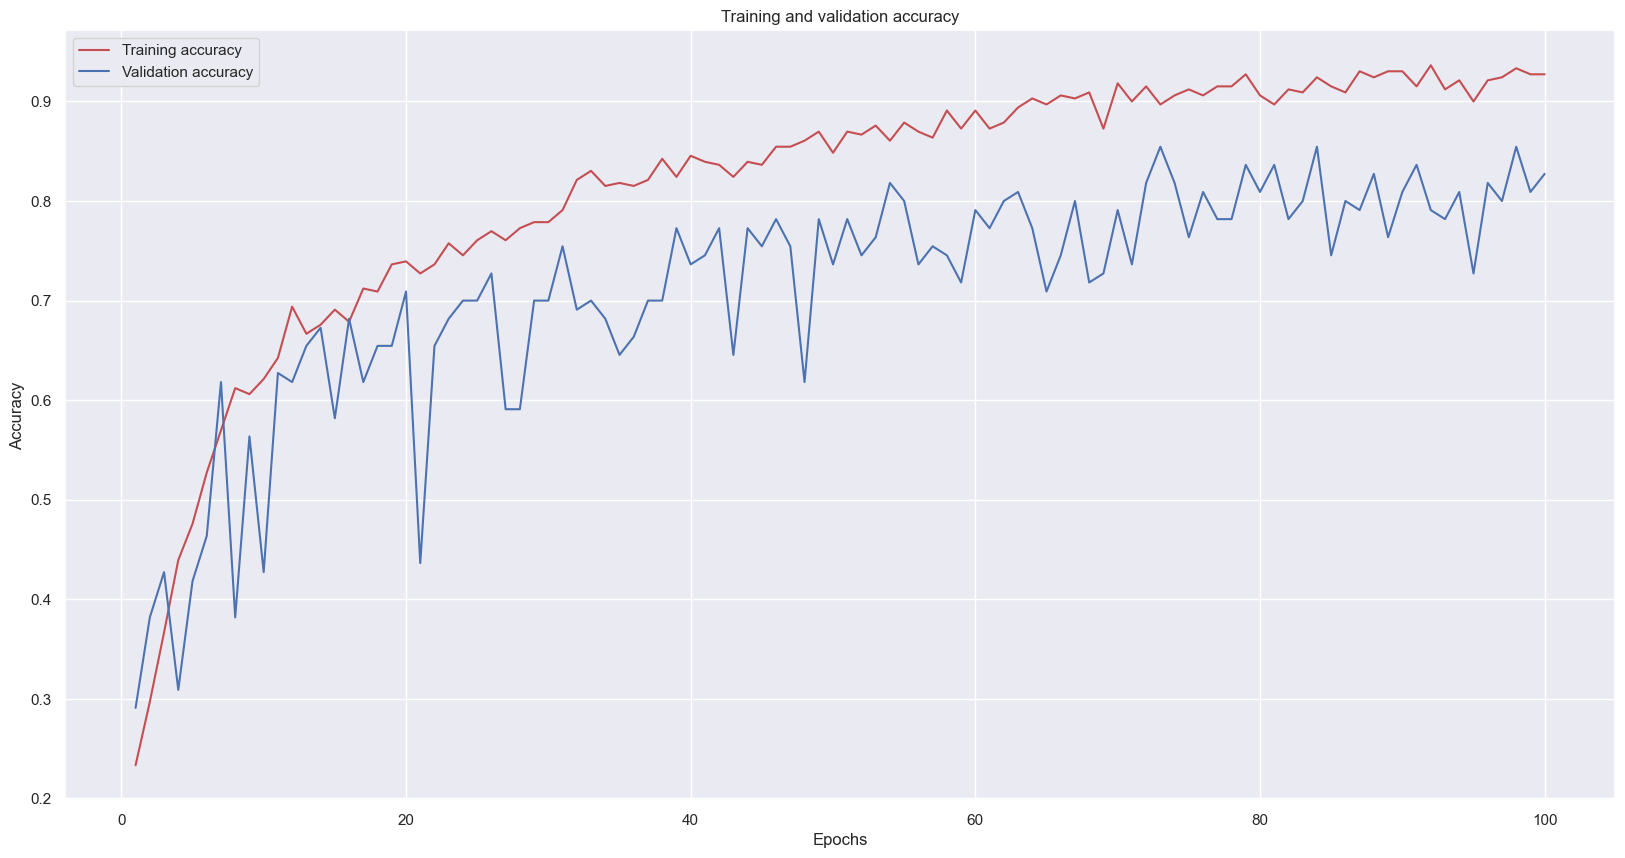 Training and validation accuracy
Training accuracy
Validation accuracy
0.9
0.8
0.7
0.6
0.5
0.4
0.3
0.2
Accuracy
0 20 40 60 80 100
Epochs